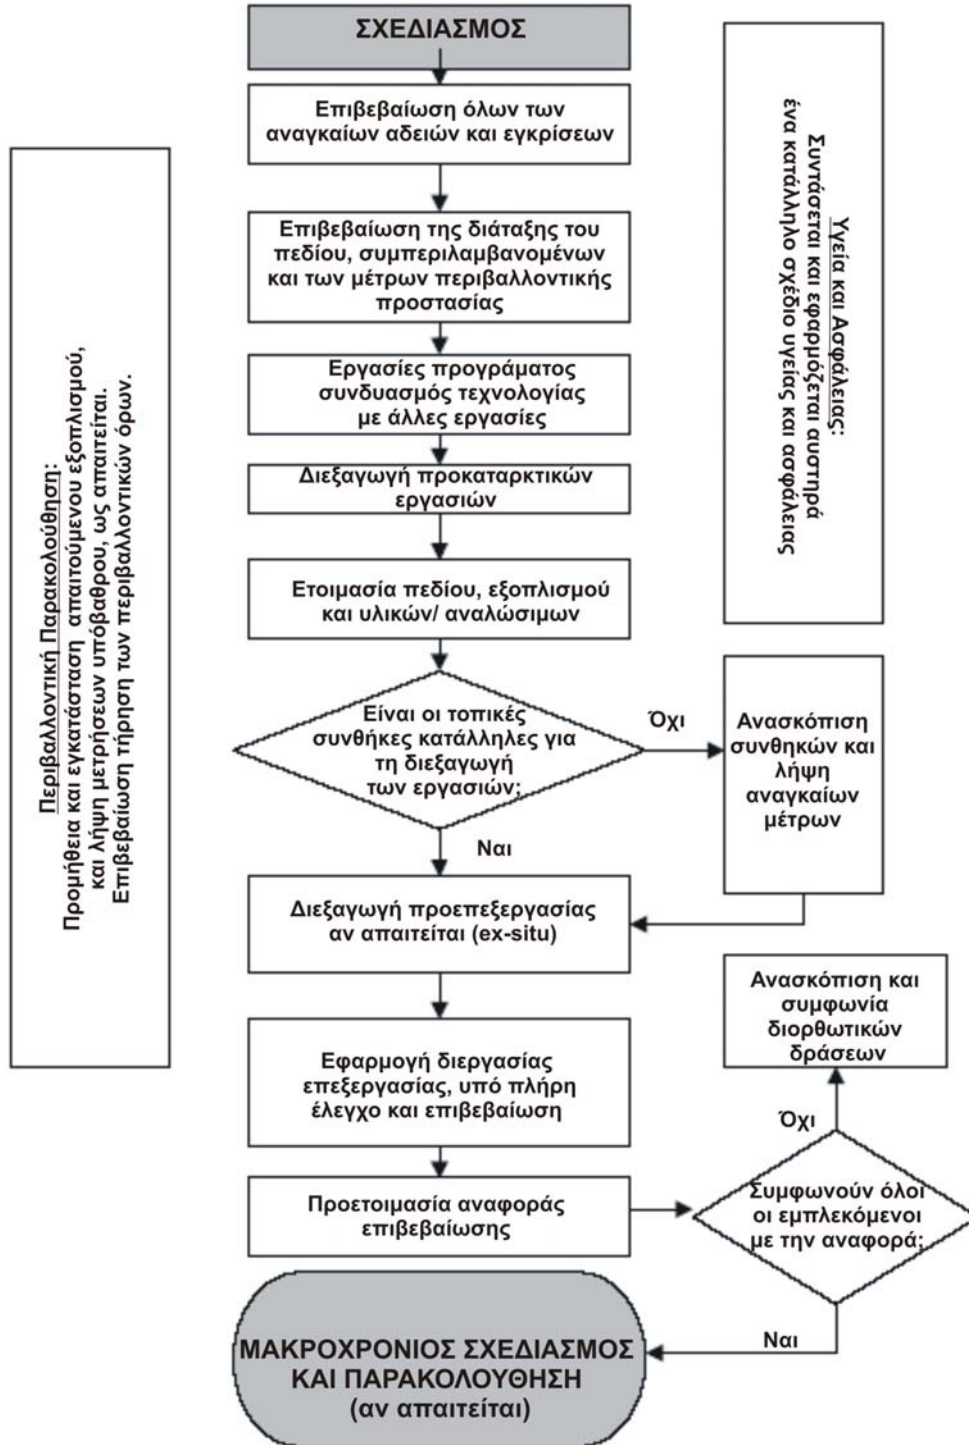 ΣΧΕΔΙΑΣΜΟΣ
Επιβεβαίωση όλων των
αναγκαίων αδειών και εγκρίσεων
Επιβεβαίωση της διάταξης του
πεδίου, συμπεριλαμβανομένων
και των μέτρων περιβαλλοντικής
προστασίας
Εργασίες προγράματος
συνδυασμός τεχνολογίας
με άλλες εργασίες
Διεξαγωγή προκαταρκτικών
εργασιών
Ετοιμασία πεδίου, εξοπλισμού
και υλικών/ αναλώσιμων
Είναι οι τοπικές
συνθήκες κατάλληλες για
τη διεξαγωγή
των εργασιών;
Όχι
Ανασκόπιση
συνθηκών και
λήψη
αναγκαίων
μέτρων
Ναι
Διεξαγωγή προεπεξεργασίας
αν απαιτείται (ex-situ)
Εφαρμογή διεργασίας
επεξεργασίας, υπό πλήρη
έλεγχο και επιβεβαίωση
Προετοιμασία αναφοράς
επιβεβαίωσης
Συμφωνούν όλοι
οι εμπλεκόμενοι
με την αναφορά;
Όχι
Ανασκόπιση και
συμφωνία
διορθωτικών
δράσεων
Ναι
ΜΑΚΡΟΧΡΟΝΙΟΣ ΣΧΕΔΙΑΣΜΟΣ
ΚΑΙ ΠΑΡΑΚΟΛΟΥΘΗΣΗ
(αν απαιτείται)
Περιβαλλοντική Παρακολούθηση:
Προμήθεια και εγκατάσταση απαιτούμενου εξοπλισμού,
και λήψη μετρήσεων υπόβαθρου, ως απαιτείται.
Επιβεβαίωση τήρηση των περιβαλλοντικών όρων.
Υγεία και Ασφάλειας:
Συντάσεται και εφαρμόζεται αυστηρά
ένα κατάλληλο σχέδιο υγείας και ασφάλειας